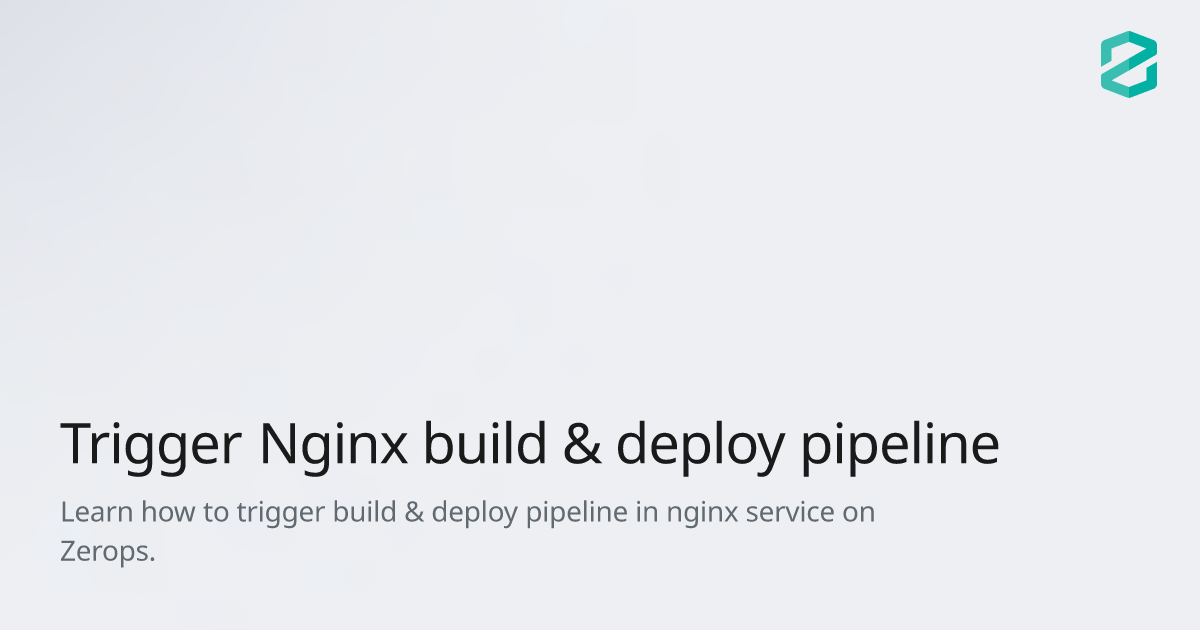 Trigger Nginx build & deploy pipeline
Learn how to trigger build & deploy pipeline in nginx service on
Zerops.